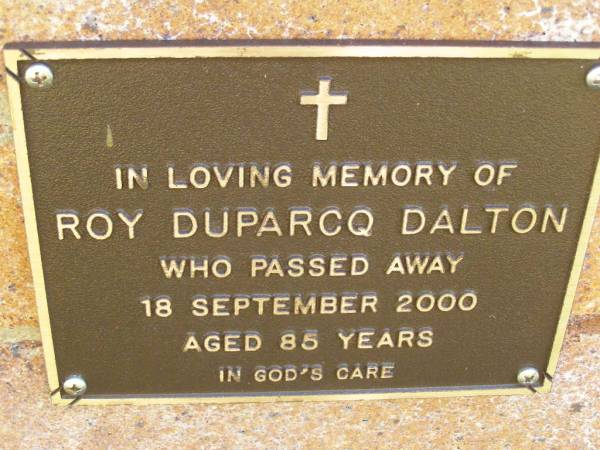 IN LOVING MEMORY OF
ROY DUPARCQ DALTON
WHO PASSED AWAY
18 SEPTEMBER 2000
AGED 85 YEARS
IN GOD'S CARE